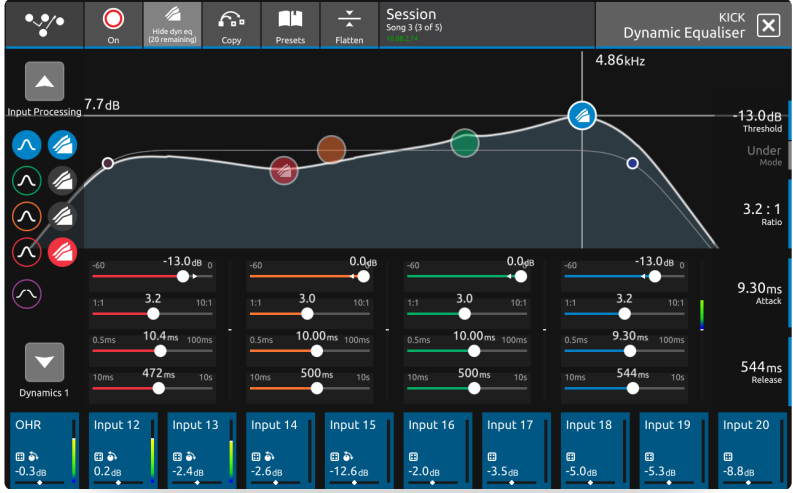 Session
Song 3 (3 of 5)
10:08:2.14
KICK
Dynamic Equaliser
On
Hide dyn eq
(20 remaining)
Copy
Presets
Flatten
4.86kHz
7.7dB
Input Processing
-13.0dB
Threshold
Under
Mode
3.2 : 1
Ratio
9.30ms
Attack
544ms
Release
-60 -13.0dB 0
-60 0.0dB
-60 0.0dB
-60 -13.0dB 0
1:1 3.2 10:1
1:1 3.0 10:1
1:1 3.0 10:1
1:1 3.2 10:1
0.5ms 10.4ms 100ms
0.5ms 10.00ms 100ms
0.5ms 10.00ms 100ms
0.5ms 9.30ms 100ms
10ms 472ms 10s
10ms 500ms 10s
10ms 500ms 10s
10ms 544ms 10s
Dynamics 1
OHR
-0.3dB
Input 12
0.2dB
Input 13
-2.4dB
Input 14
-2.6dB
Input 15
-12.6dB
Input 16
-2.0dB
Input 17
-3.5dB
Input 18
-5.0dB
Input 19
-5.3dB
Input 20
-8.8dB